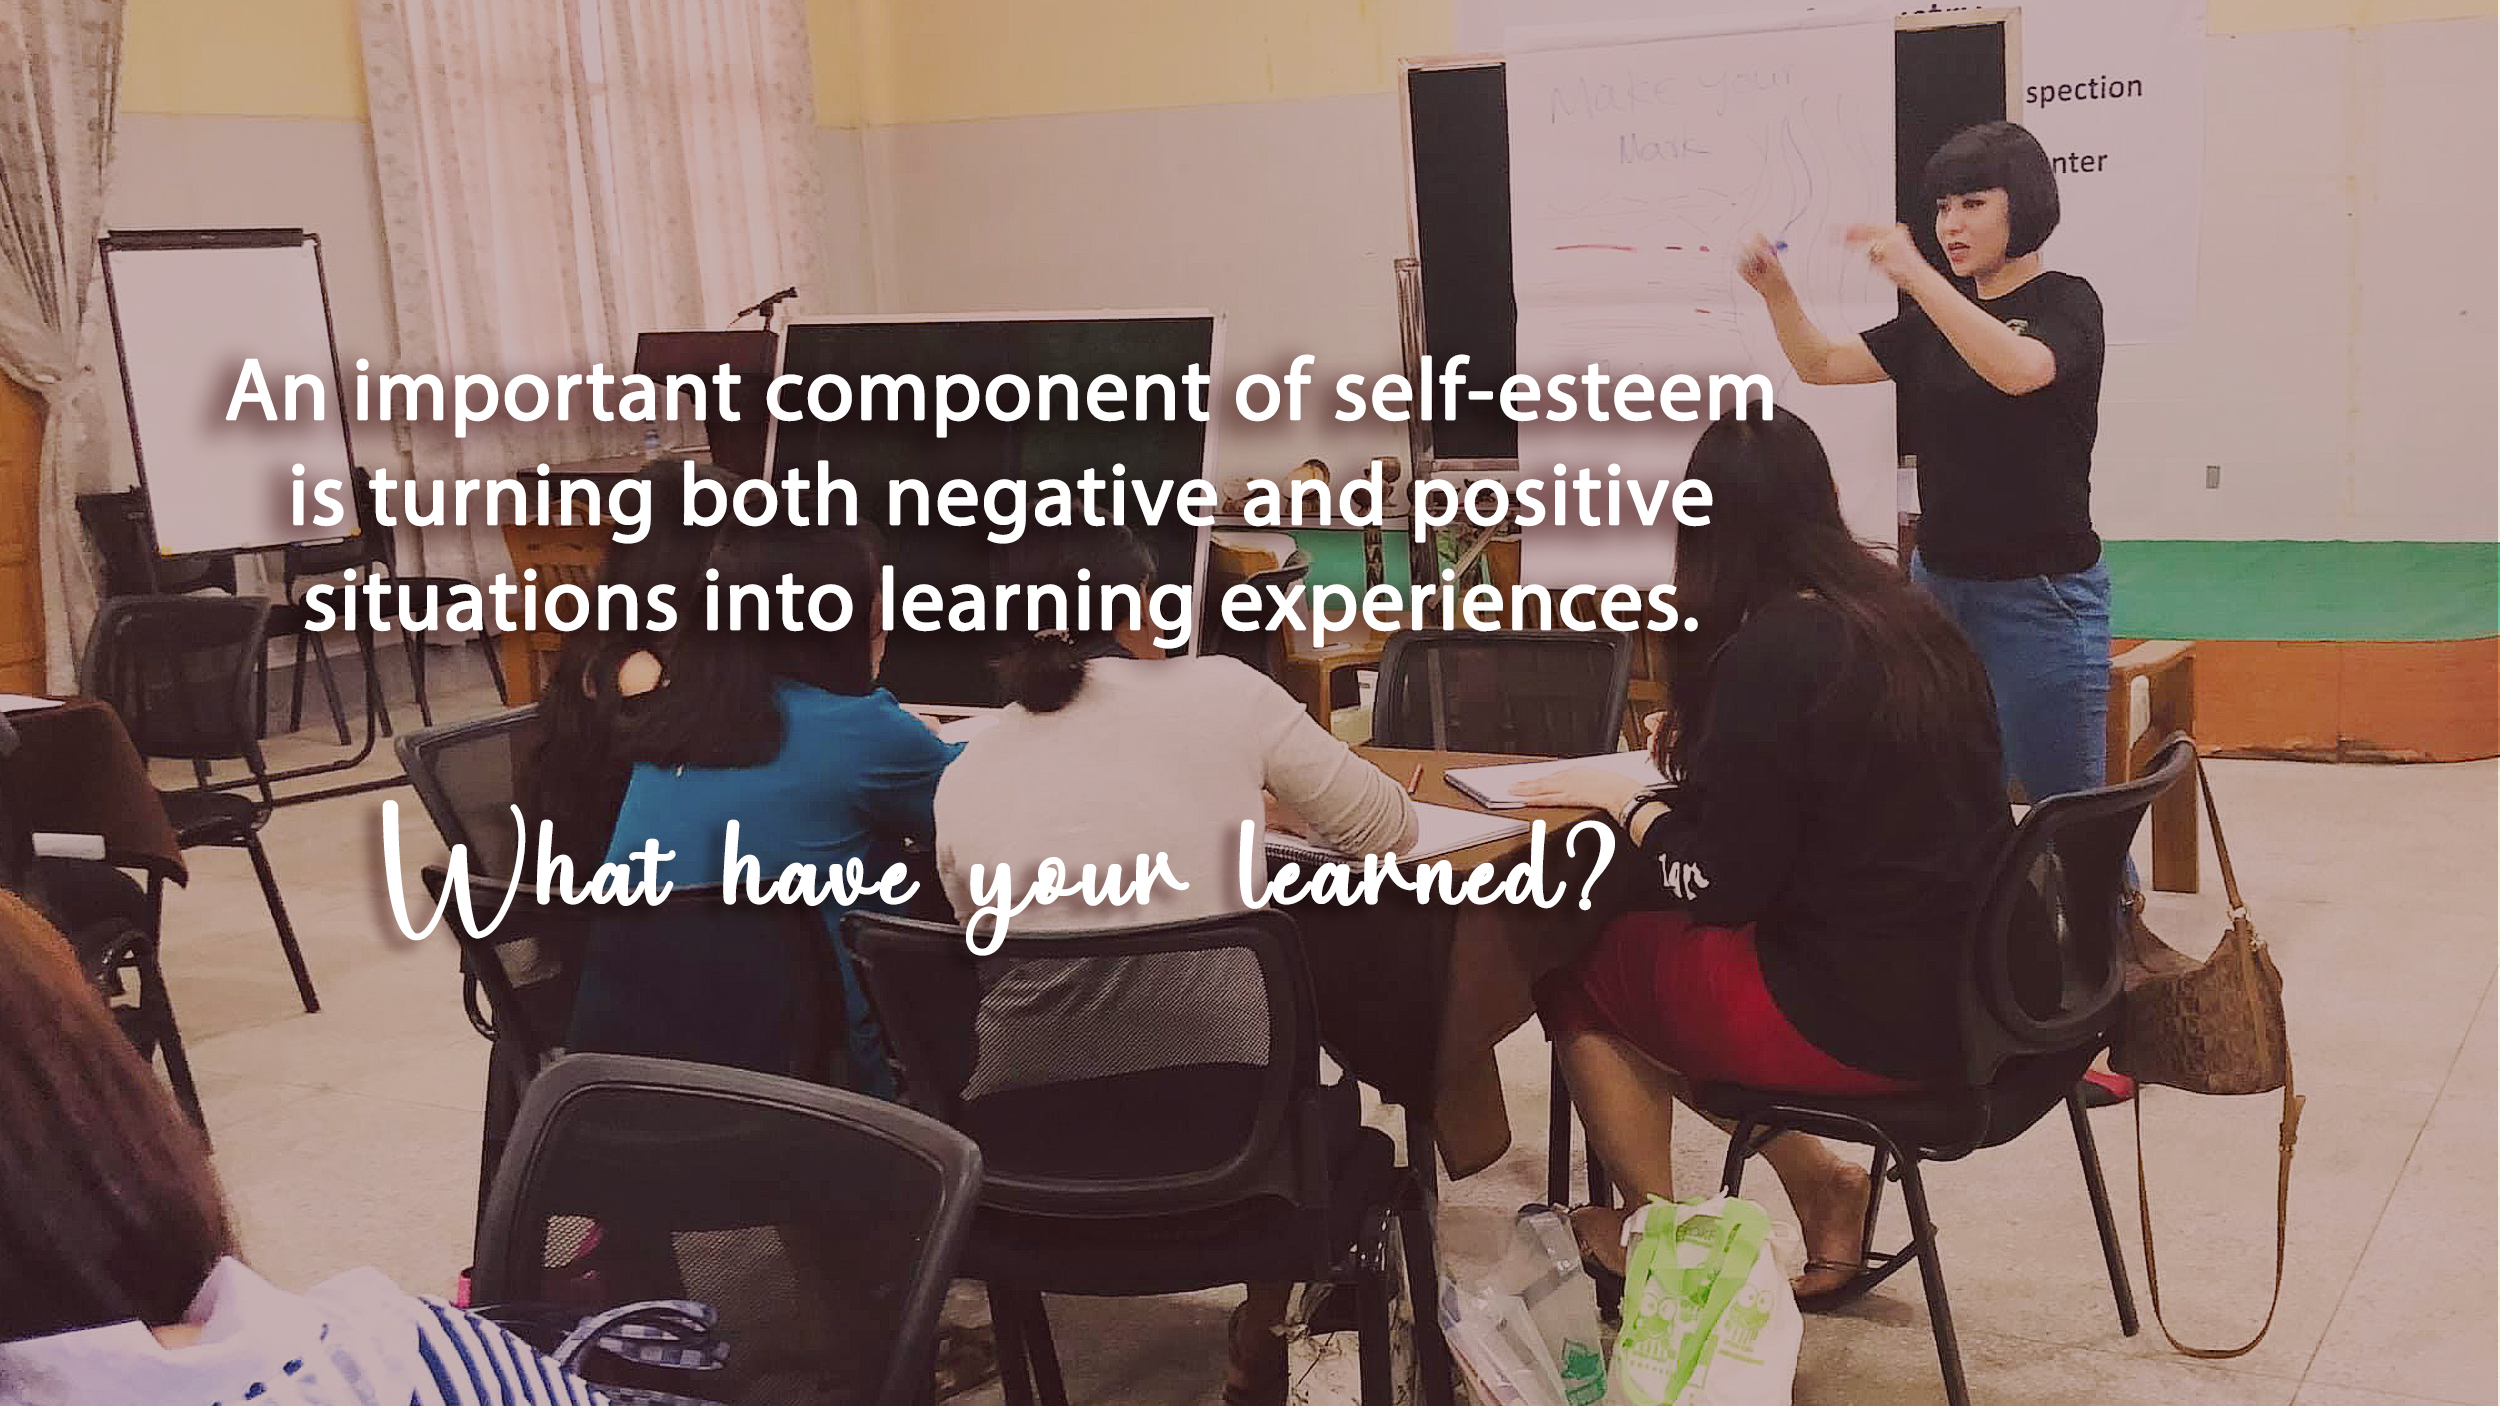 Make your
Mark
spection
nter
An important component of self-esteem
is turning both negative and positive
situations into learning experiences.
What have your learned?